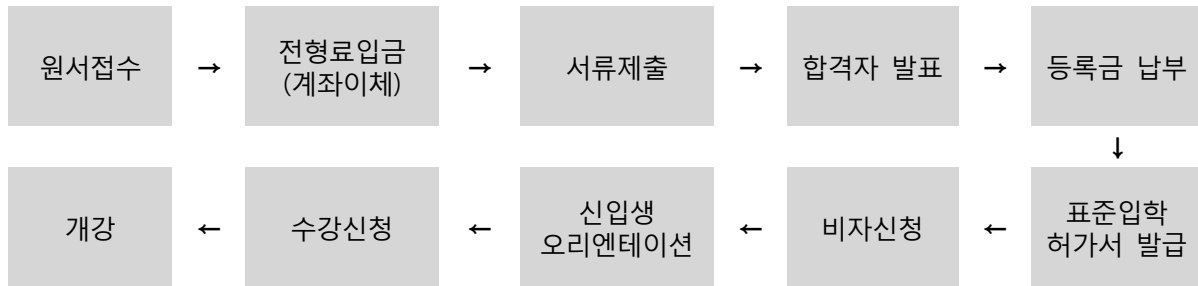 원서접수 → 전형료입금 → 서류제출 → 합격자 발표 → 등록금 납부
(계좌이체)
↓
표준입학
허가서 발급
←
비자신청
←
신입생
오리엔테이션
←
수강신청
←
개강